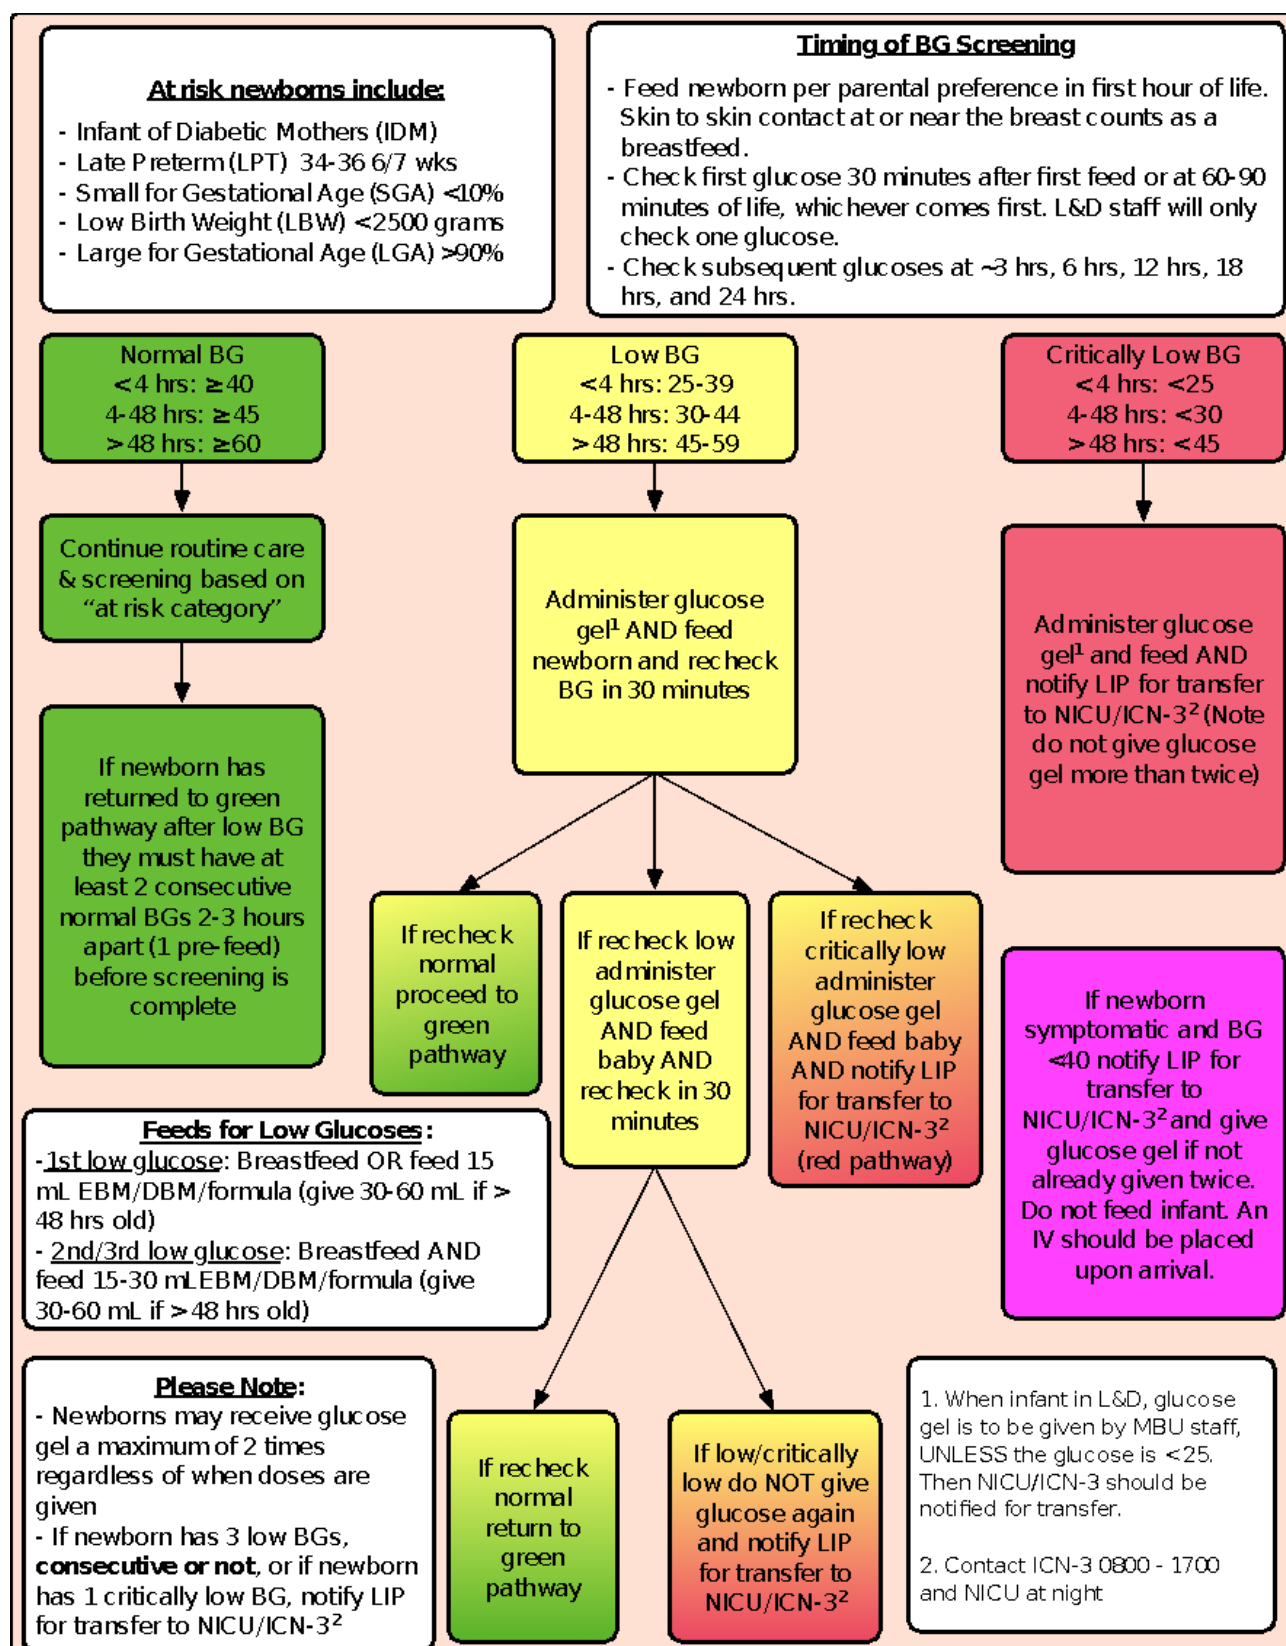 At risk newborns include:
- Infant of Diabetic Mothers (IDM)
- Late Preterm (LPT) 34-36 6/7 wks
- Small for Gestational Age (SGA) <10%
- Low Birth Weight (LBW) <2500 grams
- Large for Gestational Age (LGA) >90%
Timing of BG Screening
- Feed newborn per parental preference in first hour of life.
Skin to skin contact at or near the breast counts as a
breastfeed.
- Check first glucose 30 minutes after first feed or at 60-90
minutes of life, whichever comes first. L&D staff will only
check one glucose.
- Check subsequent glucoses at ~3 hrs, 6 hrs, 12 hrs, 18
hrs, and 24 hrs.
Normal BG
<4 hrs: ≥40
4-48 hrs: ≥45
>48 hrs: ≥60
Low BG
<4 hrs: 25-39
4-48 hrs: 30-44
>48 hrs: 45-59
Critically Low BG
<4 hrs: <25
4-48 hrs: <30
>48 hrs: <45
Continue routine care
& screening based on
“at risk category”
Administer glucose
gel¹ AND feed
newborn and recheck
BG in 30 minutes
Administer glucose
gel¹ and feed AND
notify LIP for transfer
to NICU/ICN-3² (Note
do not give glucose
gel more than twice)
If newborn has
returned to green
pathway after low BG
they must have at
least 2 consecutive
normal BGs 2-3 hours
apart (1 pre-feed)
before screening is
complete
If recheck
normal
proceed to
green
pathway
If recheck low
administer
glucose gel
AND feed
baby AND
recheck in 30
minutes
If recheck
critically low
administer
glucose gel
AND feed baby
AND notify LIP
for transfer to
NICU/ICN-3²
(red pathway)
If newborn
symptomatic and BG
<40 notify LIP for
transfer to
NICU/ICN-3² and give
glucose gel if not
already given twice.
Do not feed infant. An
IV should be placed
upon arrival.
Feeds for Low Glucoses:
-1st low glucose: Breastfeed OR feed 15
mL EBM/DBM/formula (give 30-60 mL if >
48 hrs old)
- 2nd/3rd low glucose: Breastfeed AND
feed 15-30 mLEBM/DBM/formula (give
30-60 mL if >48 hrs old)
Please Note:
- Newborns may receive glucose
gel a maximum of 2 times
regardless of when doses are
given
- If newborn has 3 low BGs,
consecutive or not, or if newborn
has 1 critically low BG, notify LIP
for transfer to NICU/ICN-3²
If recheck
normal
return to
green
pathway
If low/critically
low do NOT give
glucose again
and notify LIP
for transfer to
NICU/ICN-3²
1. When infant in L&D, glucose
gel is to be given by MBU staff,
UNLESS the glucose is <25.
Then NICU/ICN-3 should be
notified for transfer.
2. Contact ICN-3 0800 - 1700
and NICU at night